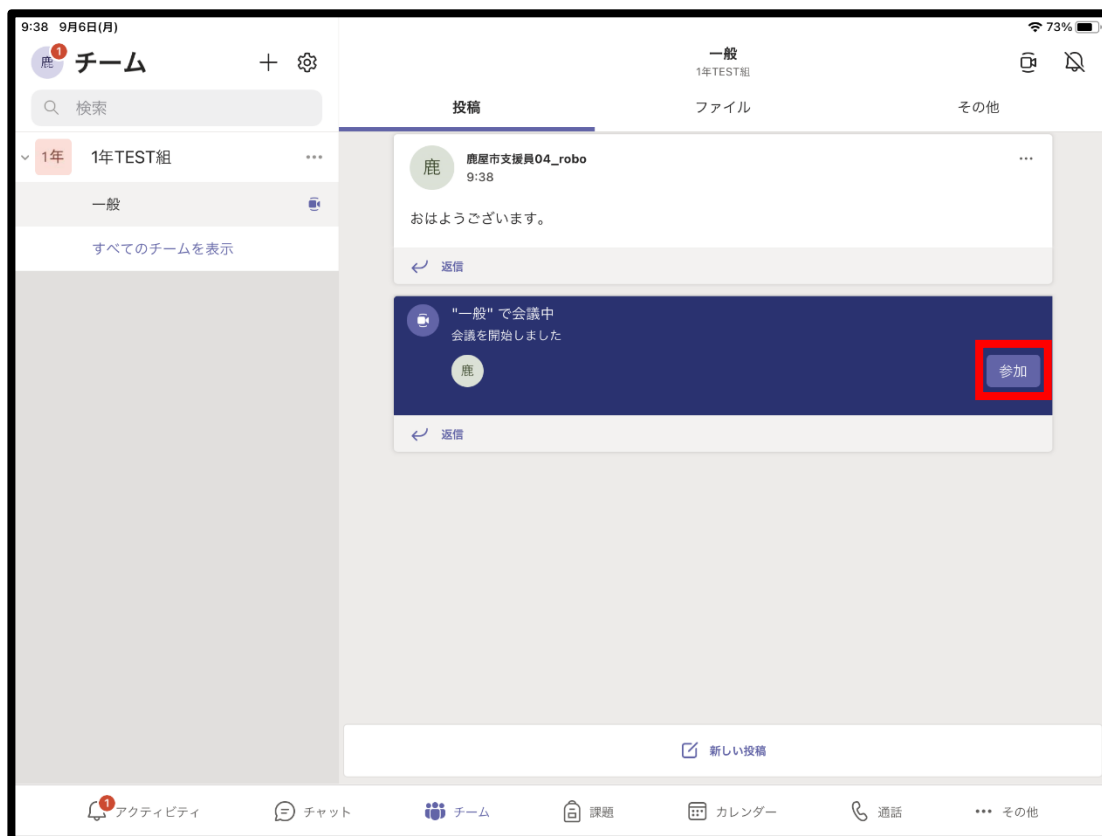 9:38 9月6日(月)
73%
鹿
1
チーム
検索
1年
1年TEST組
一般
すべてのチームを表示
一般
1年TEST組
投稿
ファイル
その他
鹿
鹿屋市支援員04_robo
9:38
おはようございます。
返信
"一般" で会議中
会議を開始しました
鹿
参加
返信
新しい投稿
1
アクティビティ
チャット
チーム
課題
カレンダー
通話
その他